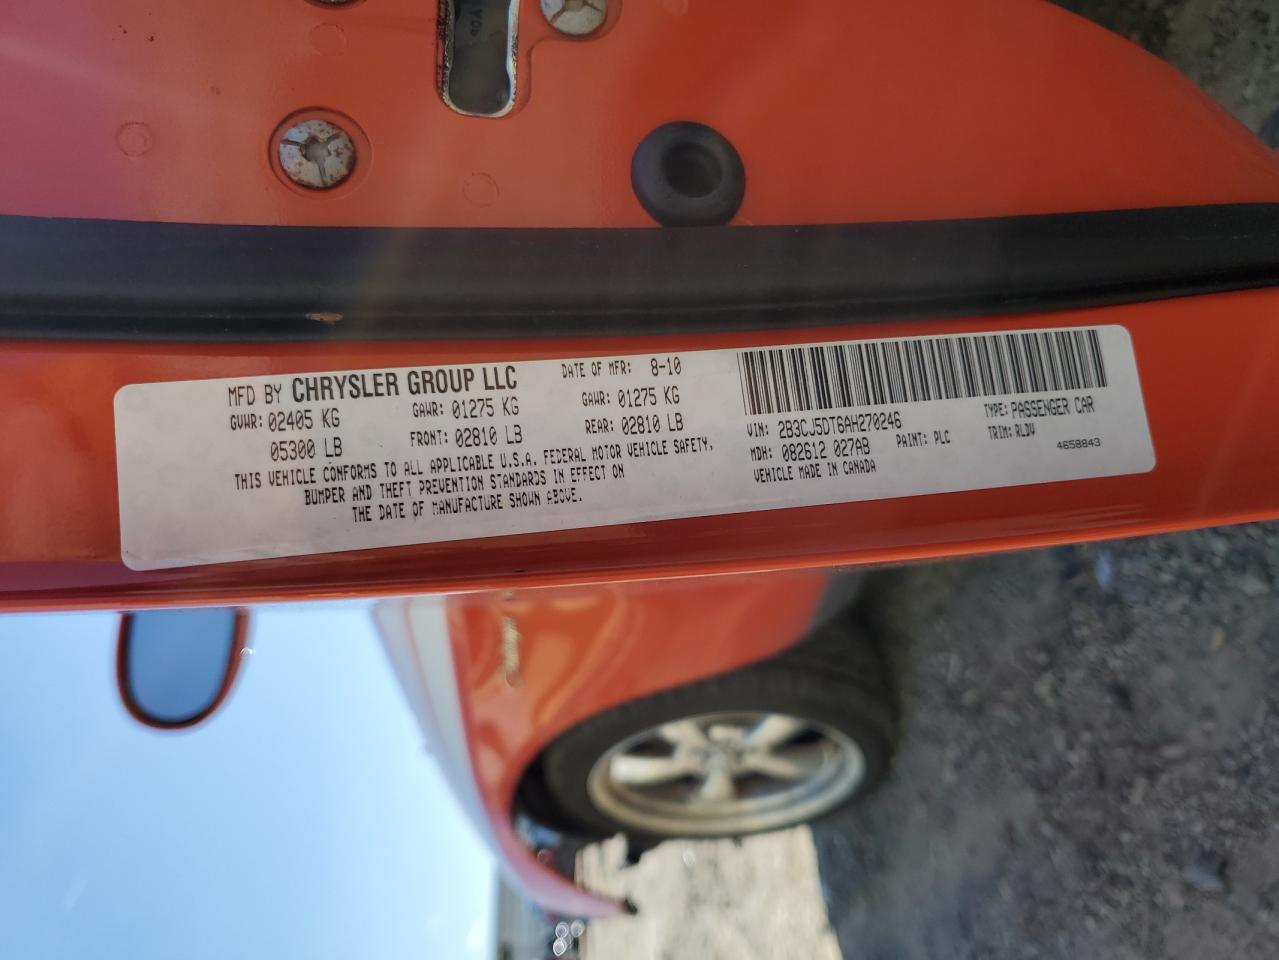 MFD BY CHRYSLER GROUP LLC DATE OF MFR: 8-10
GVWR: 02405 KG GAWR: 01275 KG GAWR: 01275 KG
05300 LB FRONT: 02810 LB REAR: 02810 LB
THIS VEHICLE CONFORMS TO ALL APPLICABLE U.S.A. FEDERAL MOTOR VEHICLE SAFETY,
BUMPER AND THEFT PREVENTION STANDARDS IN EFFECT ON
THE DATE OF MANUFACTURE SHOWN ABOVE.
VIN: 2B3CJ5DT6AH270246 TYPE: PASSENGER CAR
MDH: 082612 027AB PAINT: PLC TRIM: RLDV
VEHICLE MADE IN CANADA 4658843